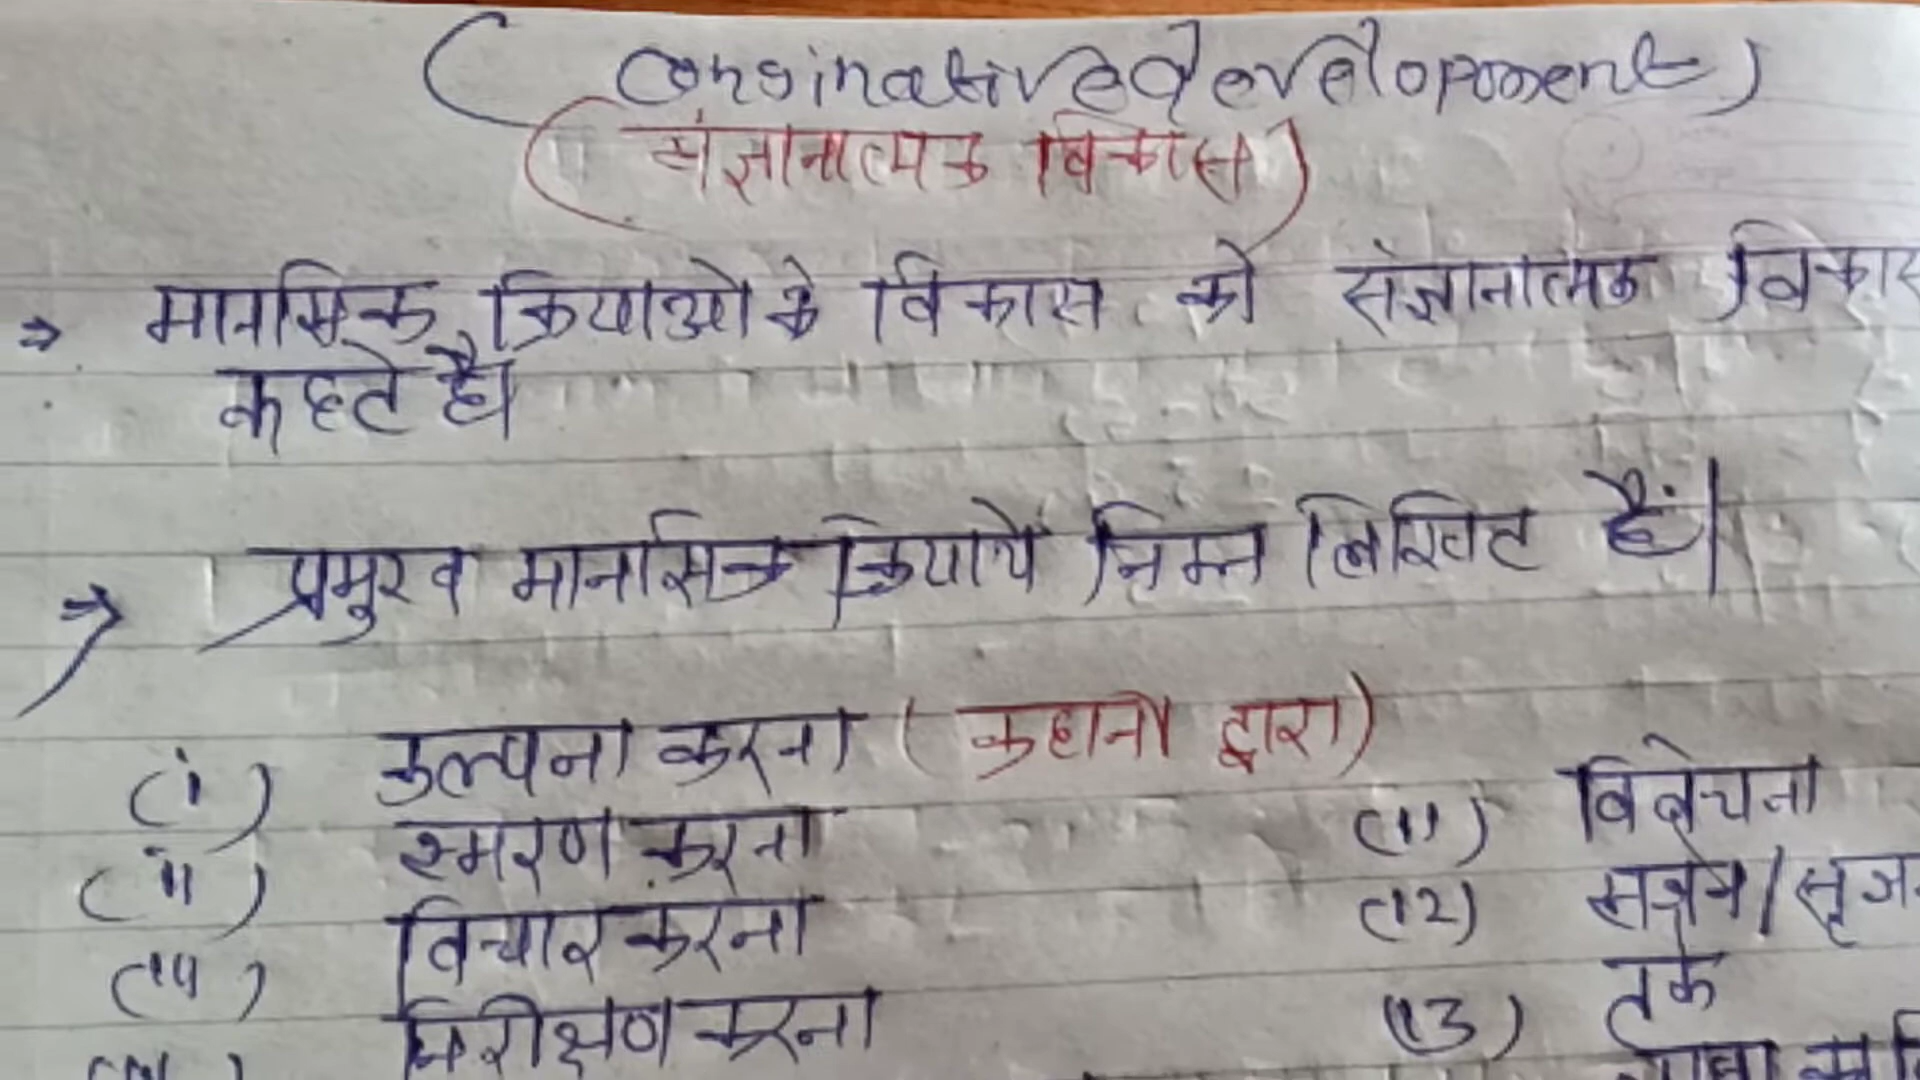 (Consinative development)
(संज्ञानात्मक विकास)
⇒ मानसिक क्रियाओ के विकास को संज्ञानात्मक विकास
कहते है।
⇒ प्रमुख मानसिक क्रियाये निम्न लिखित हैं।
(i) कल्पना करना (कहानी द्वारा)
(ii) स्मरण करना
(iii) विचार करना
निरीक्षण करना
(11) विवेचना
(12) सृजन/सृज
(13) तर्क